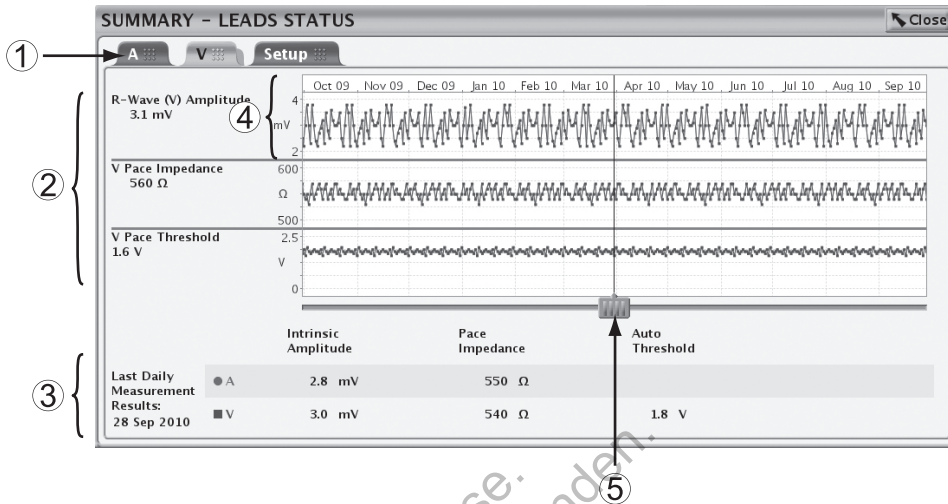 SUMMARY – LEADS STATUS
Close
A V Setup
1
2
3
4
5
Oct 09 Nov 09 Dec 09 Jan 10 Feb 10 Mar 10 Apr 10 May 10 Jun 10 Jul 10 Aug 10 Sep 10
R-Wave (V) Amplitude
3.1 mV
4
mV
2
V Pace Impedance
560 Ω
600
Ω
500
V Pace Threshold
1.6 V
2.5
V
0
Intrinsic Amplitude
Pace Impedance
Auto Threshold
Last Daily
Measurement
Results:
28 Sep 2010
A 2.8 mV 550 Ω
V 3.0 mV 540 Ω 1.8 V